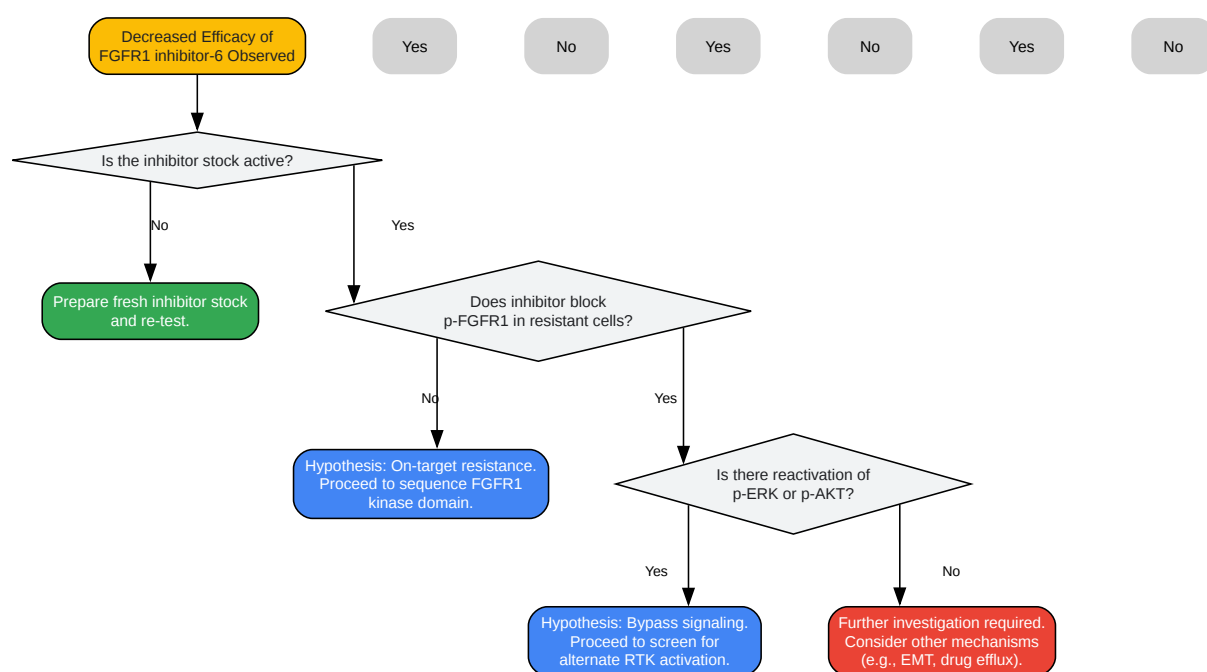 Decreased Efficacy of
FGFR1 inhibitor-6 Observed
Yes
No
Yes
No
Yes
No
Is the inhibitor stock active?
No
Yes
Prepare fresh inhibitor stock
and re-test.
Does inhibitor block
p-FGFR1 in resistant cells?
No
Yes
Hypothesis: On-target resistance.
Proceed to sequence FGFR1
kinase domain.
Is there reactivation of
p-ERK or p-AKT?
Yes
No
Hypothesis: Bypass signaling.
Proceed to screen for
alternate RTK activation.
Further investigation required.
Consider other mechanisms
(e.g., EMT, drug efflux).